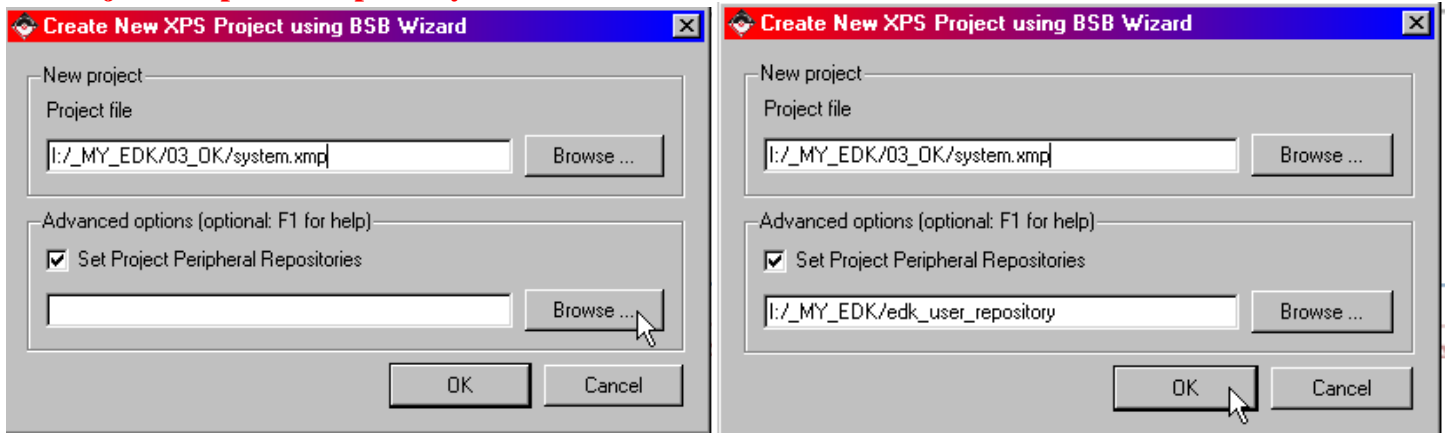 Create New XPS Project using BSB Wizard
New project
Project file
I:/_MY_EDK/03_OK/system.xmp
Browse ...
Advanced options (optional: F1 for help)
Set Project Peripheral Repositories
Browse ...
OK
Cancel
Create New XPS Project using BSB Wizard
New project
Project file
I:/_MY_EDK/03_OK/system.xmp
Browse ...
Advanced options (optional: F1 for help)
Set Project Peripheral Repositories
I:/_MY_EDK/edk_user_repository
Browse ...
OK
Cancel